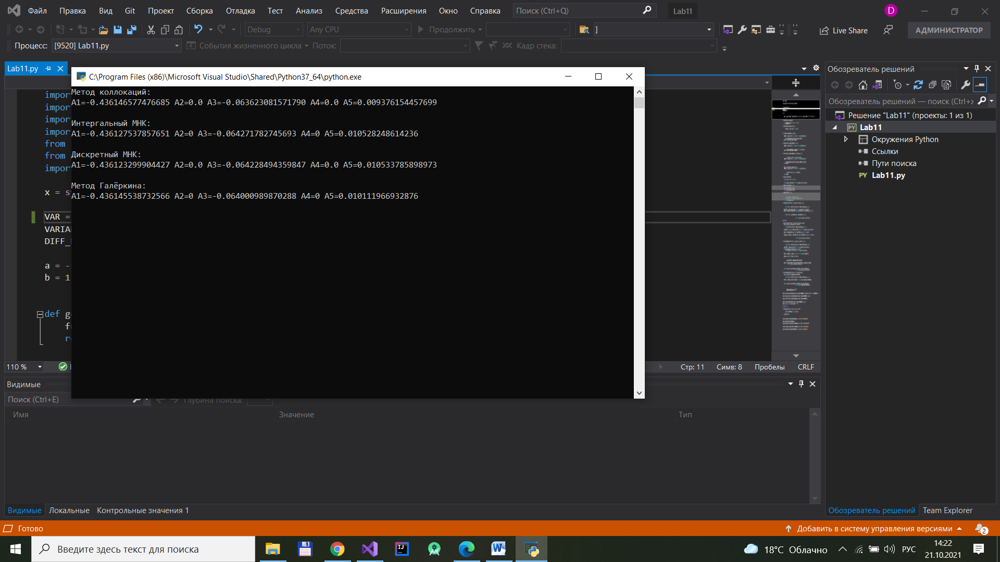 Файл Правка Вид Git Проект Сборка Отладка Тест Анализ Средства Расширения Окно Справка Поиск (Ctrl+Q) Lab11 D
Debug Any CPU Продолжить ] Live Share АДМИНИСТРАТОР
Процесс: [9520] Lab11.py События жизненного цикла Поток: Кадр стека:
Lab11.py
C:\Program Files (x86)\Microsoft Visual Studio\Shared\Python37_64\python.exe
Метод коллокаций:
A1=-0.436146577476685 A2=0.0 A3=-0.063623081571790 A4=0.0 A5=0.009376154457699
Интергальный МНК:
A1=-0.436127537857651 A2=0 A3=-0.064271782745693 A4=0 A5=0.010528248614236
Дискретный МНК:
A1=-0.436123299904427 A2=0.0 A3=-0.064228494359847 A4=0.0 A5=0.010533785898973
Метод Галёркина:
A1=-0.436145538732566 A2=0 A3=-0.064000989870288 A4=0 A5=0.010111966932876
impor
impor
impor
impor
from
from
impor
x = s
VAR =
VARIA
DIFF_
a = -
b = 1
def g
f
r
110 %
Стр: 11 Симв: 8 Пробелы CRLF
Обозреватель решений
Обозреватель решений — поиск (Ctrl+
Решение "Lab11" (проекты: 1 из 1)
PY Lab11
Окружения Python
Ссылки
Пути поиска
PY Lab11.py
Видимые
Поиск (Ctrl+E) Глубина поиска:
Имя Значение Тип
Видимые Локальные Контрольные значения 1
Обозреватель решений Team Explorer
Готово Добавить в систему управления версиями 2
Введите здесь текст для поиска
IJ
18°C Облачно РУС 14:22
21.10.2021